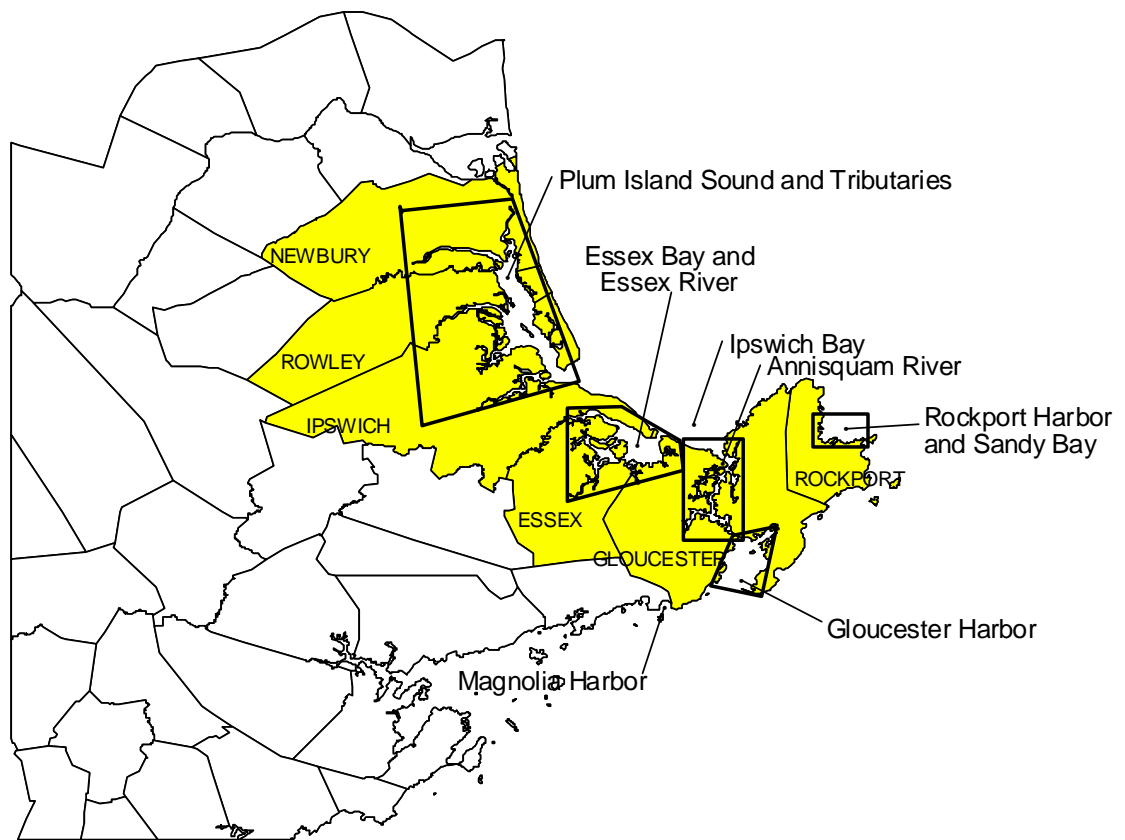 Plum Island Sound and Tributaries
NEWBURY
Essex Bay and
Essex River
Ipswich Bay
ROWLEY
Annisquam River
IPSWICH
Rockport Harbor
and Sandy Bay
ROCKPORT
ESSEX
GLOUCESTER
Gloucester Harbor
Magnolia Harbor